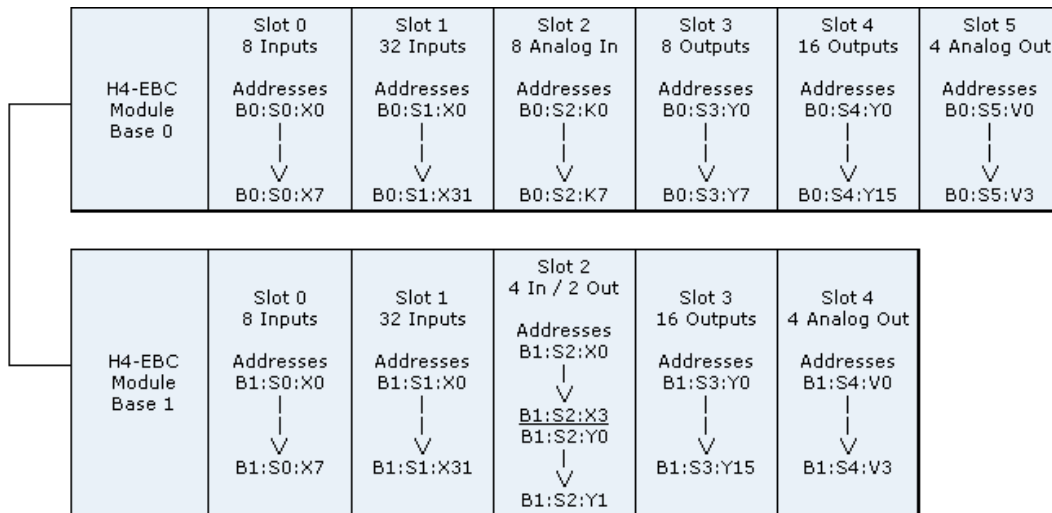 H4-EBC
Module
Base 0
Slot 0
8 Inputs
Addresses
B0:S0:X0
B0:S0:X7
Slot 1
32 Inputs
Addresses
B0:S1:X0
B0:S1:X31
Slot 2
8 Analog In
Addresses
B0:S2:K0
B0:S2:K7
Slot 3
8 Outputs
Addresses
B0:S3:Y0
B0:S3:Y7
Slot 4
16 Outputs
Addresses
B0:S4:Y0
B0:S4:Y15
Slot 5
4 Analog Out
Addresses
B0:S5:V0
B0:S5:V3
H4-EBC
Module
Base 1
Slot 0
8 Inputs
Addresses
B1:S0:X0
B1:S0:X7
Slot 1
32 Inputs
Addresses
B1:S1:X0
B1:S1:X31
Slot 2
4 In / 2 Out
Addresses
B1:S2:X0
B1:S2:X3
B1:S2:Y0
B1:S2:Y1
Slot 3
16 Outputs
Addresses
B1:S3:Y0
B1:S3:Y15
Slot 4
4 Analog Out
Addresses
B1:S4:V0
B1:S4:V3